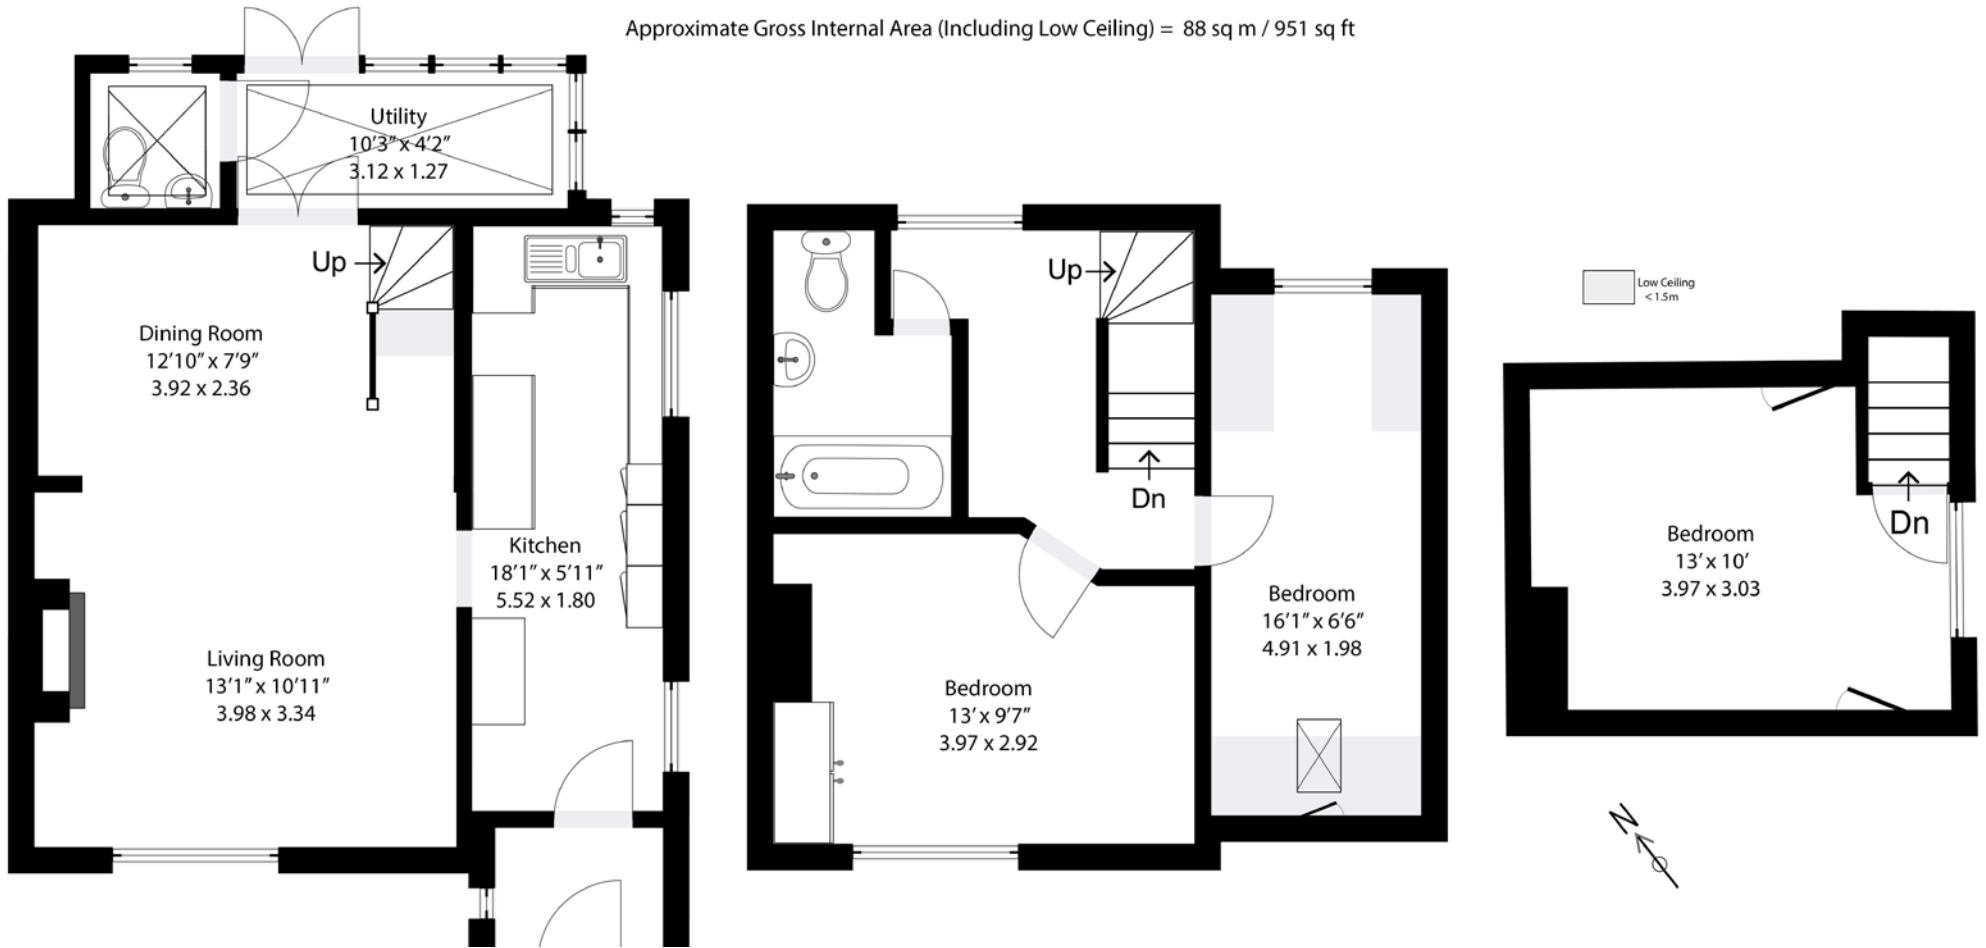 Approximate Gross Internal Area (Including Low Ceiling) = 88 sq m / 951 sq ft
Utility
10'3" x 4'2"
3.12 x 1.27
Up
Dining Room
12'10" x 7'9"
3.92 x 2.36
Kitchen
18'1" x 5'11"
5.52 x 1.80
Living Room
13'1" x 10'11"
3.98 x 3.34
Up
Dn
Bedroom
16'1" x 6'6"
4.91 x 1.98
Bedroom
13' x 9'7"
3.97 x 2.92
Low Ceiling
< 1.5m
Dn
Bedroom
13' x 10'
3.97 x 3.03
N